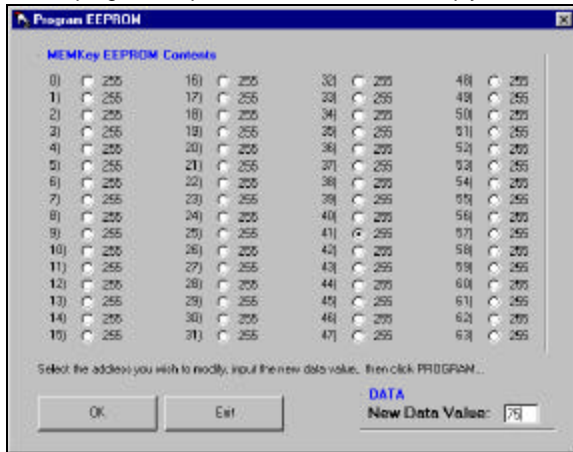 Program EEPROM
MEMKey EEPROM Contents
0) 255 16) 255 32) 255 48) 255
1) 255 17) 255 33) 255 49) 255
2) 255 18) 255 34) 255 50) 255
3) 255 19) 255 35) 255 51) 255
4) 255 20) 255 36) 255 52) 255
5) 255 21) 255 37) 255 53) 255
6) 255 22) 255 38) 255 54) 255
7) 255 23) 255 39) 255 55) 255
8) 255 24) 255 40) 255 56) 255
9) 255 25) 255 41) 255 57) 255
10) 255 26) 255 42) 255 58) 255
11) 255 27) 255 43) 255 59) 255
12) 255 28) 255 44) 255 60) 255
13) 255 29) 255 45) 255 61) 255
14) 255 30) 255 46) 255 62) 255
15) 255 31) 255 47) 255 63) 255
Select the address you wish to modify, input the new data value, then click PROGRAM...
DATA
OK Exit New Data Value: 75